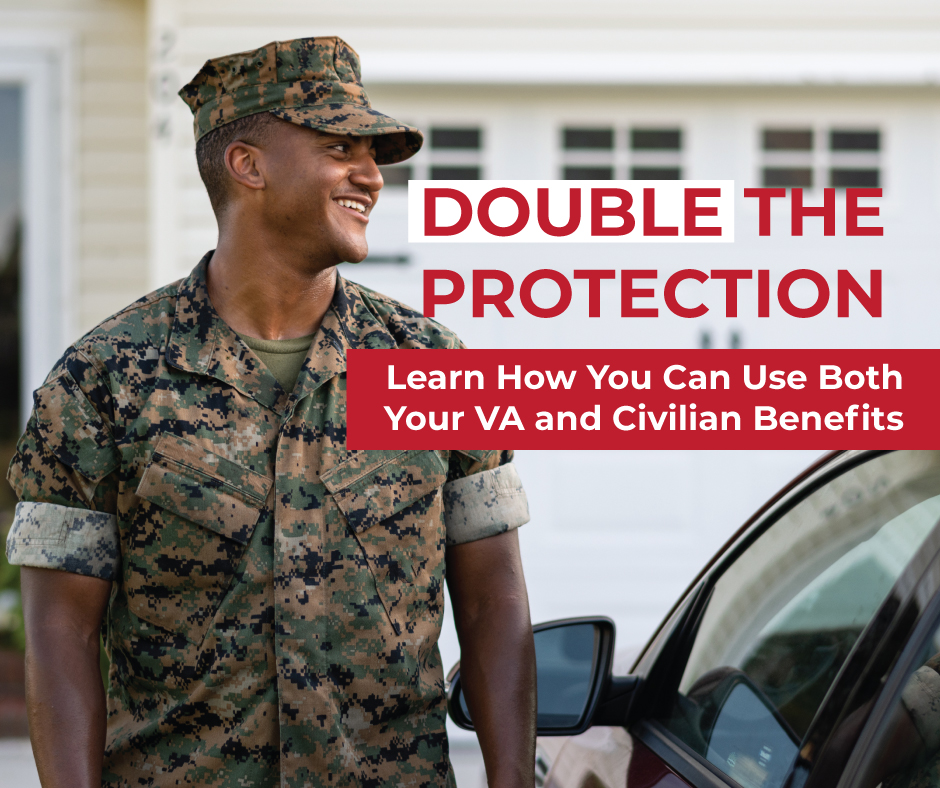 DOUBLE THE
PROTECTION
Learn How You Can Use Both
Your VA and Civilian Benefits